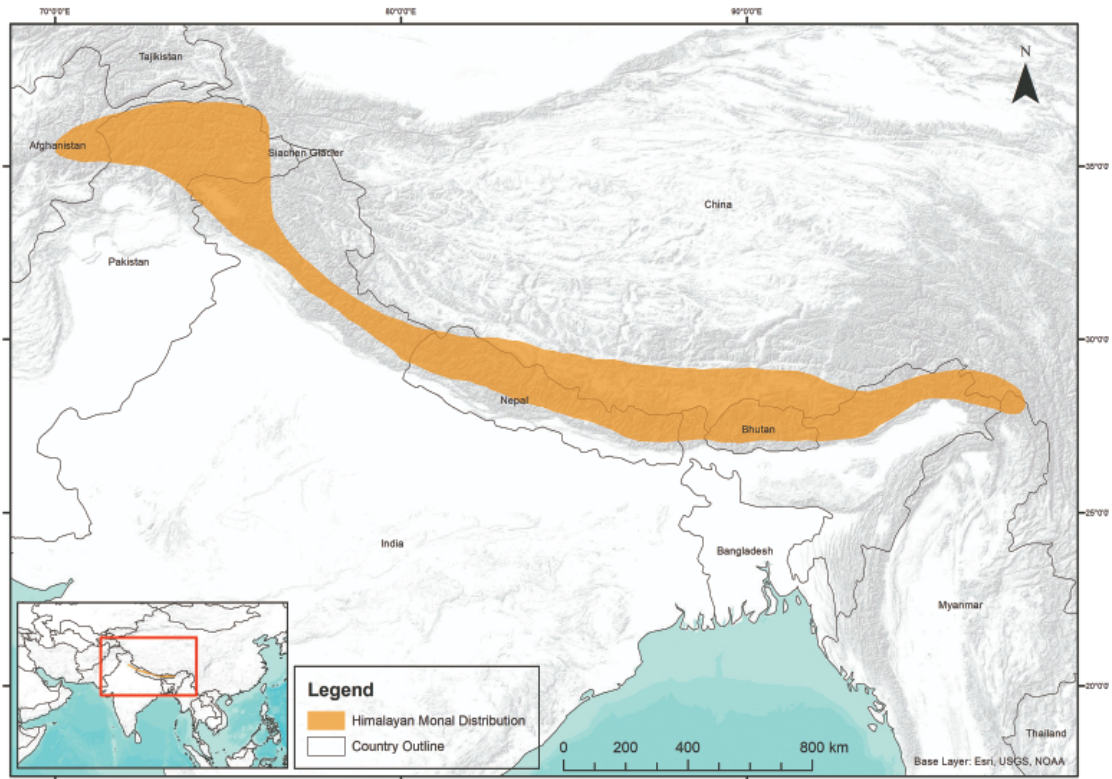 70°0'0"E
80°0'0"E
90°0'0"E
Tajikistan
N
Afghanistan
Siachen Glacier
35°0'0"
China
Pakistan
30°0'0"
Nepal
Bhutan
25°0'0"
India
Bangladesh
Myanmar
Legend
Himalayan Monal Distribution
Country Outline
20°0'0"
0 200 400 800 km
Thailand
Base Layer: Esri, USGS, NOAA